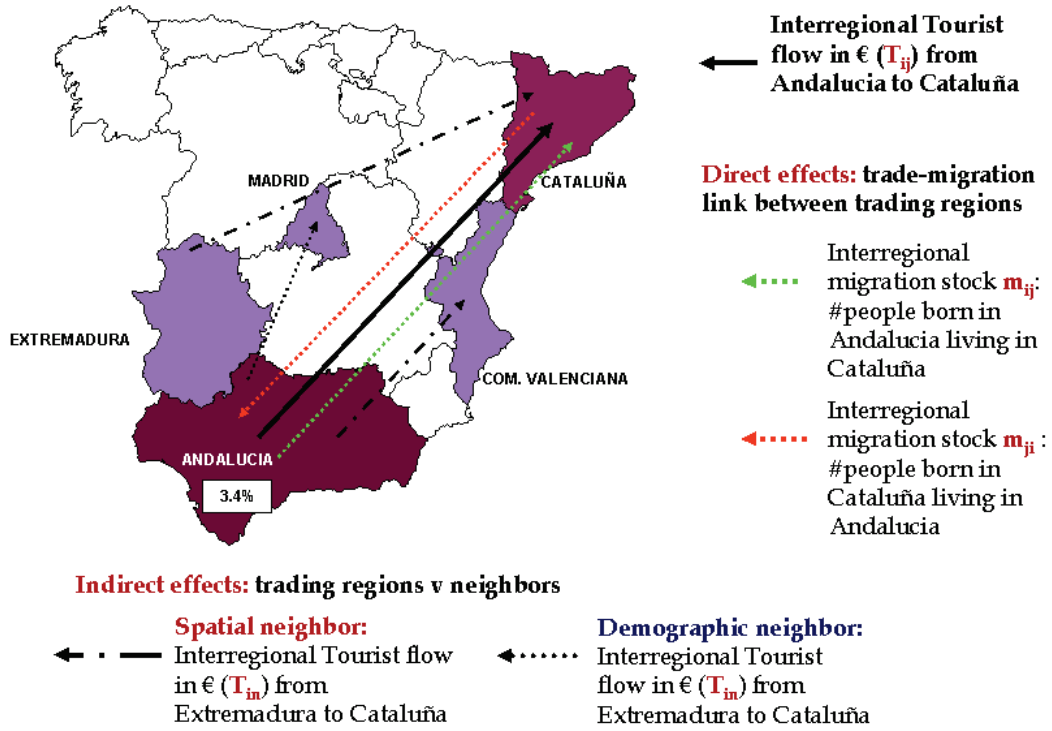 Interregional Tourist
flow in € (Tij) from
Andalucia to Cataluña
MADRID
CATALUÑA
Direct effects: trade-migration
link between trading regions
Interregional
migration stock mij:
#people born in
Andalucia living in
Cataluña
EXTREMADURA
COM. VALENCIANA
Interregional
migration stock mji :
#people born in
Cataluña living in
Andalucia
ANDALUCIA
3.4%
Indirect effects: trading regions v neighbors
Spatial neighbor:
Interregional Tourist flow
in € (Tin) from
Extremadura to Cataluña
Demographic neighbor:
Interregional Tourist
flow in € (Tin) from
Extremadura to Cataluña